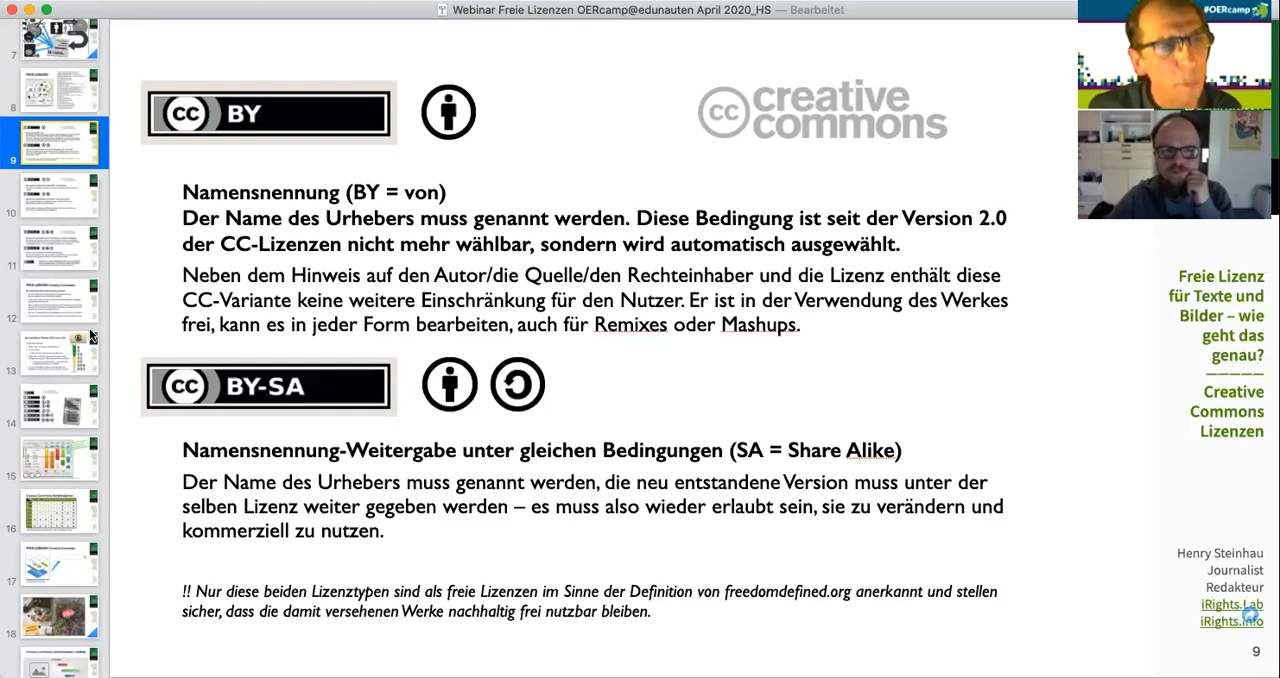 Webinar Freie Lizenzen OERcamp@edunauten April 2020_HS — Bearbeitet
#OERcamp
7
8
9
10
11
12
13
14
15
16
17
18
cc BY
cc creative commons
Namensnennung (BY = von)
Der Name des Urhebers muss genannt werden. Diese Bedingung ist seit der Version 2.0
der CC-Lizenzen nicht mehr wählbar, sondern wird automatisch ausgewählt.
Neben dem Hinweis auf den Autor/die Quelle/den Rechteinhaber und die Lizenz enthält diese
CC-Variante keine weitere Einschränkung für den Nutzer. Er ist in der Verwendung des Werkes
frei, kann es in jeder Form bearbeiten, auch für Remixes oder Mashups.
cc BY-SA
Namensnennung-Weitergabe unter gleichen Bedingungen (SA = Share Alike)
Der Name des Urhebers muss genannt werden, die neu entstandene Version muss unter der
selben Lizenz weiter gegeben werden – es muss also wieder erlaubt sein, sie zu verändern und
kommerziell zu nutzen.
!! Nur diese beiden Lizenztypen sind als freie Lizenzen im Sinne der Definition von freedomdefined.org anerkannt und stellen
sicher, dass die damit versehenen Werke nachhaltig frei nutzbar bleiben.
Freie Lizenz
für Texte und
Bilder – wie
geht das
genau?
––––––
Creative
Commons
Lizenzen
Henry Steinhau
Journalist
Redakteur
iRights.Lab
iRights.info
9